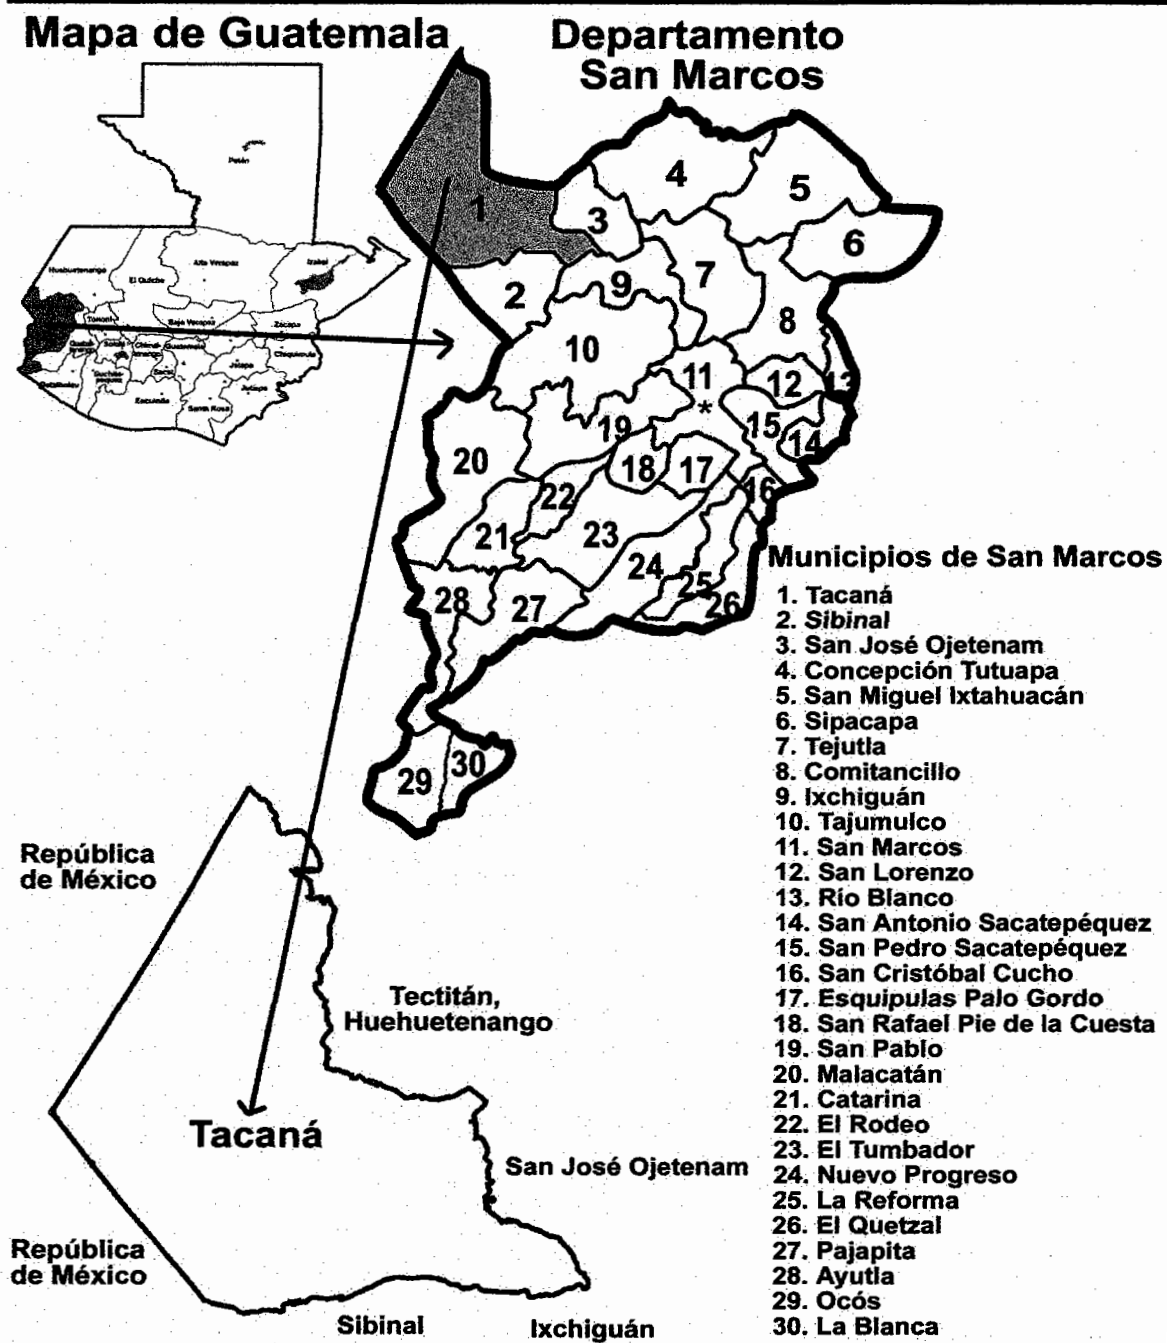 Mapa de Guatemala
Departamento
San Marcos
Petén
Huehuetenango
El Quiche
Alta Verapaz
Izabal
Baja Verapaz
Zacapa
Guatemala
Chiquimula
Jalapa
Jutiapa
Escuintla
Santa Rosa
1
2
3
4
5
6
7
8
9
10
11
*
12
13
14
15
16
17
18
19
20
21
22
23
24
25
26
27
28
29
30
República
de México
Tectitán,
Huehuetenango
Tacaná
San José Ojetenam
República
de México
Sibinal
Ixchiguán
Municipios de San Marcos
1. Tacaná
2. Sibinal
3. San José Ojetenam
4. Concepción Tutuapa
5. San Miguel Ixtahuacán
6. Sipacapa
7. Tejutla
8. Comitancillo
9. Ixchiguán
10. Tajumulco
11. San Marcos
12. San Lorenzo
13. Río Blanco
14. San Antonio Sacatepéquez
15. San Pedro Sacatepéquez
16. San Cristóbal Cucho
17. Esquipulas Palo Gordo
18. San Rafael Pie de la Cuesta
19. San Pablo
20. Malacatán
21. Catarina
22. El Rodeo
23. El Tumbador
24. Nuevo Progreso
25. La Reforma
26. El Quetzal
27. Pajapita
28. Ayutla
29. Ocós
30. La Blanca